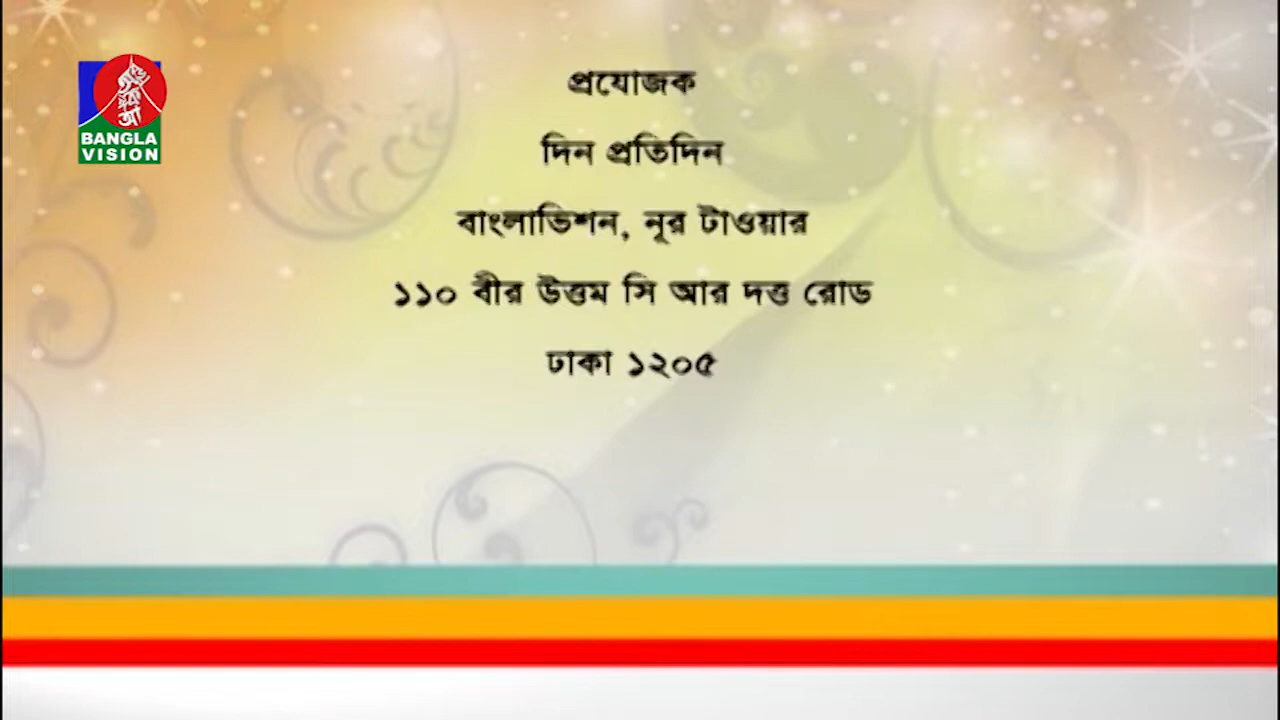 BANGLA
VISION
প্রযোজক
দিন প্রতিদিন
বাংলাভিশন, নূর টাওয়ার
১১০ বীর উত্তম সি আর দত্ত রোড
ঢাকা ১২০৫